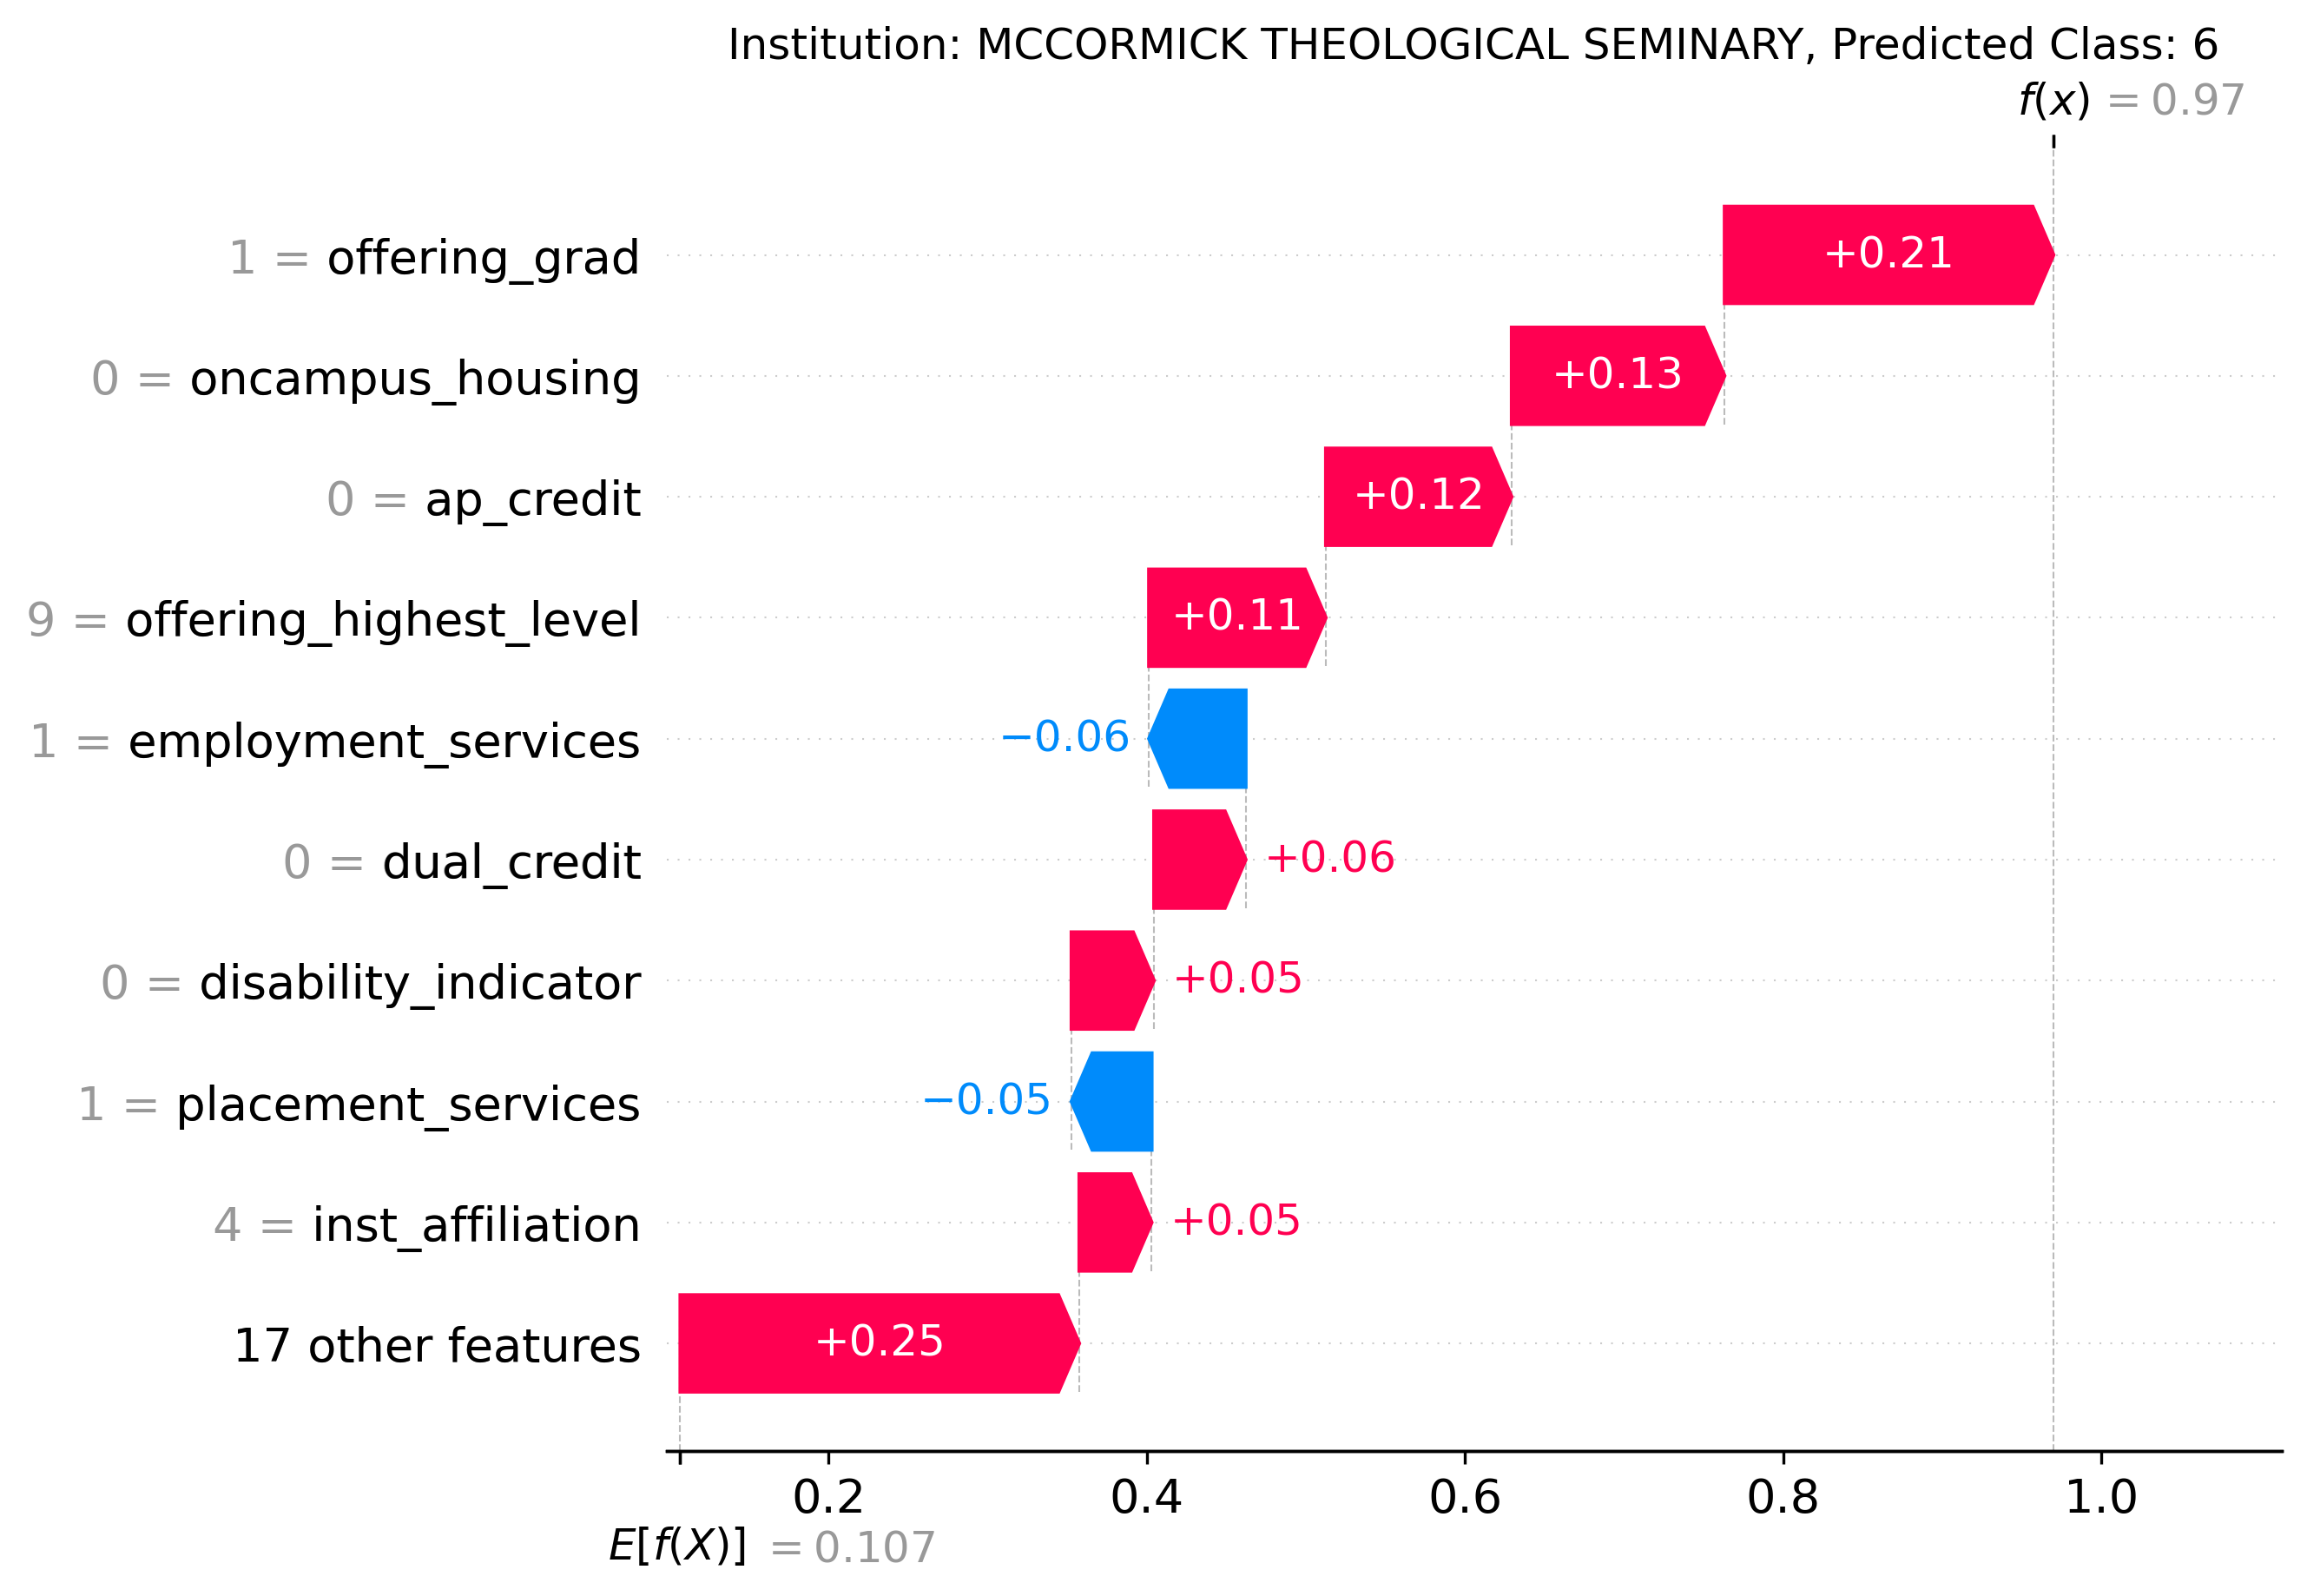 Institution: MCCORMICK THEOLOGICAL SEMINARY, Predicted Class: 6
f(x) = 0.97
1 = offering_grad +0.21
0 = oncampus_housing +0.13
0 = ap_credit +0.12
9 = offering_highest_level +0.11
1 = employment_services −0.06
0 = dual_credit +0.06
0 = disability_indicator +0.05
1 = placement_services −0.05
4 = inst_affiliation +0.05
17 other features +0.25
0.2 0.4 0.6 0.8 1.0
E[f(X)] = 0.107